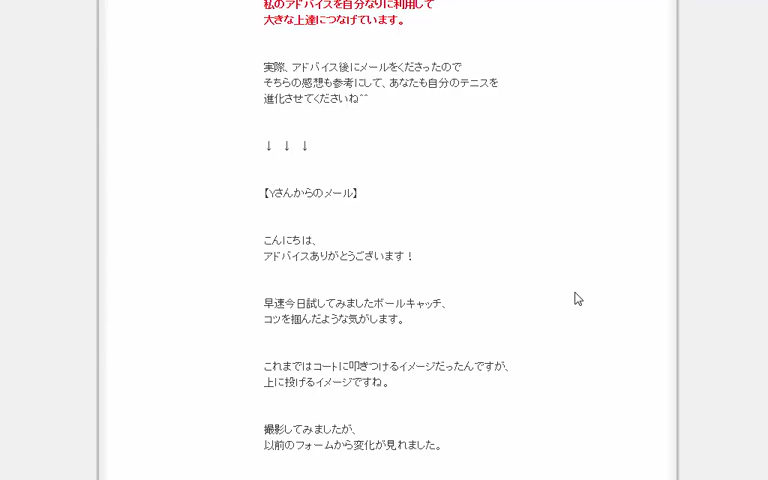 私のアドバイスを自分なりに利用して
大きな上達につなげています。
実際、アドバイス後にメールをくださったので
そちらの感想も参考にして、あなたも自分のテニスを
進化させてくださいね^^
↓ ↓ ↓
【Yさんからのメール】
こんにちは、
アドバイスありがとうございます！
早速今日試してみましたボールキャッチ、
コツを掴んだような気がします。
これまではコートに叩きつけるイメージだったんですが、
上に投げるイメージですね。
撮影してみましたが、
以前のフォームから変化が見れました。